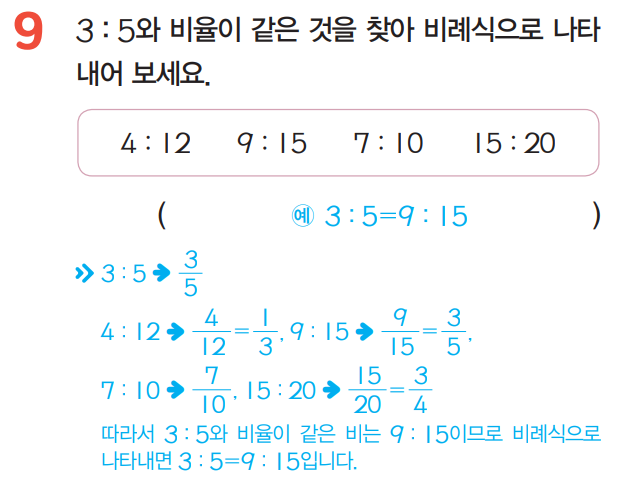 9 3 : 5와 비율이 같은 것을 찾아 비례식으로 나타
내어 보세요.
4 : 12 9 : 15 7 : 10 15 : 20
( 예 3 : 5=9 : 15 )
» 3 : 5 ➔ 3/5
4 : 12 ➔ 4/12 = 1/3, 9 : 15 ➔ 9/15 = 3/5,
7 : 10 ➔ 7/10, 15 : 20 ➔ 15/20 = 3/4
따라서 3 : 5와 비율이 같은 비는 9 : 15이므로 비례식으로
나타내면 3 : 5=9 : 15입니다.